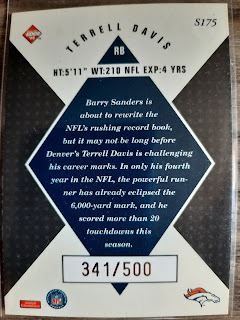 EDGE
S175
TERRELL DAVIS
RB
HT:5'11" WT:210 NFL EXP:4 YRS
Barry Sanders is
about to rewrite the
NFL's rushing record book,
but it may not be long before
Denver's Terrell Davis is challenging
his career marks. In only his fourth
year in the NFL, the powerful run-
ner has already eclipsed the
6,000-yard mark, and he
scored more than 20
touchdowns this
season.
341/500
NFL
PLAYERS